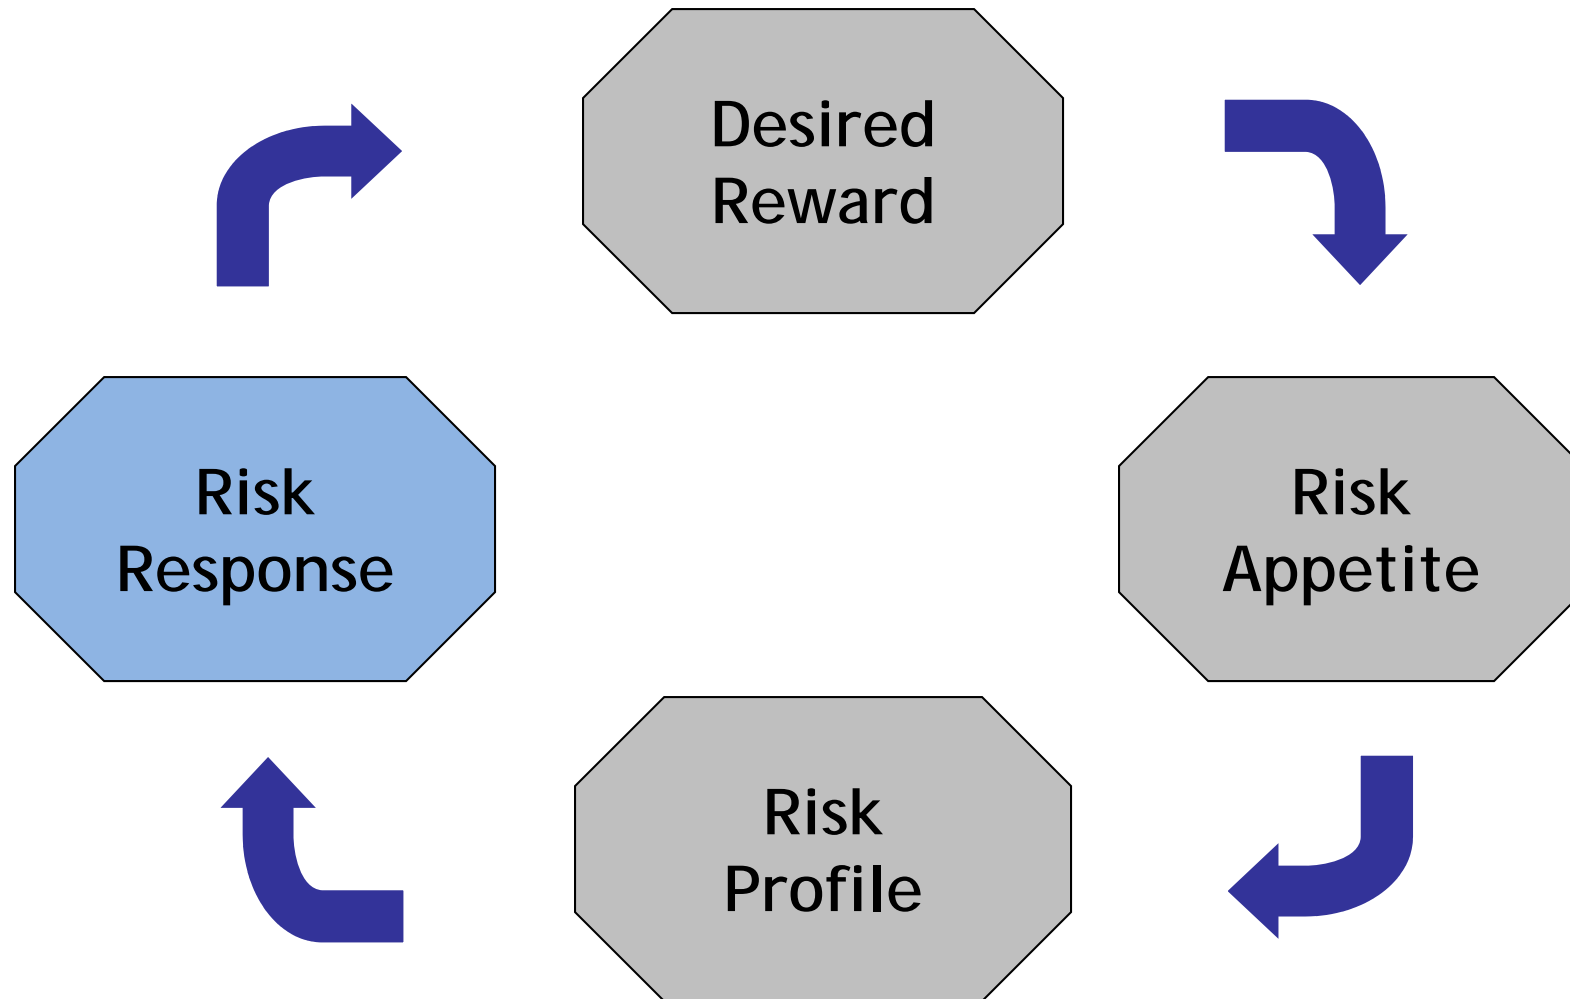 Desired
Reward
Risk
Response
Risk
Appetite
Risk
Profile